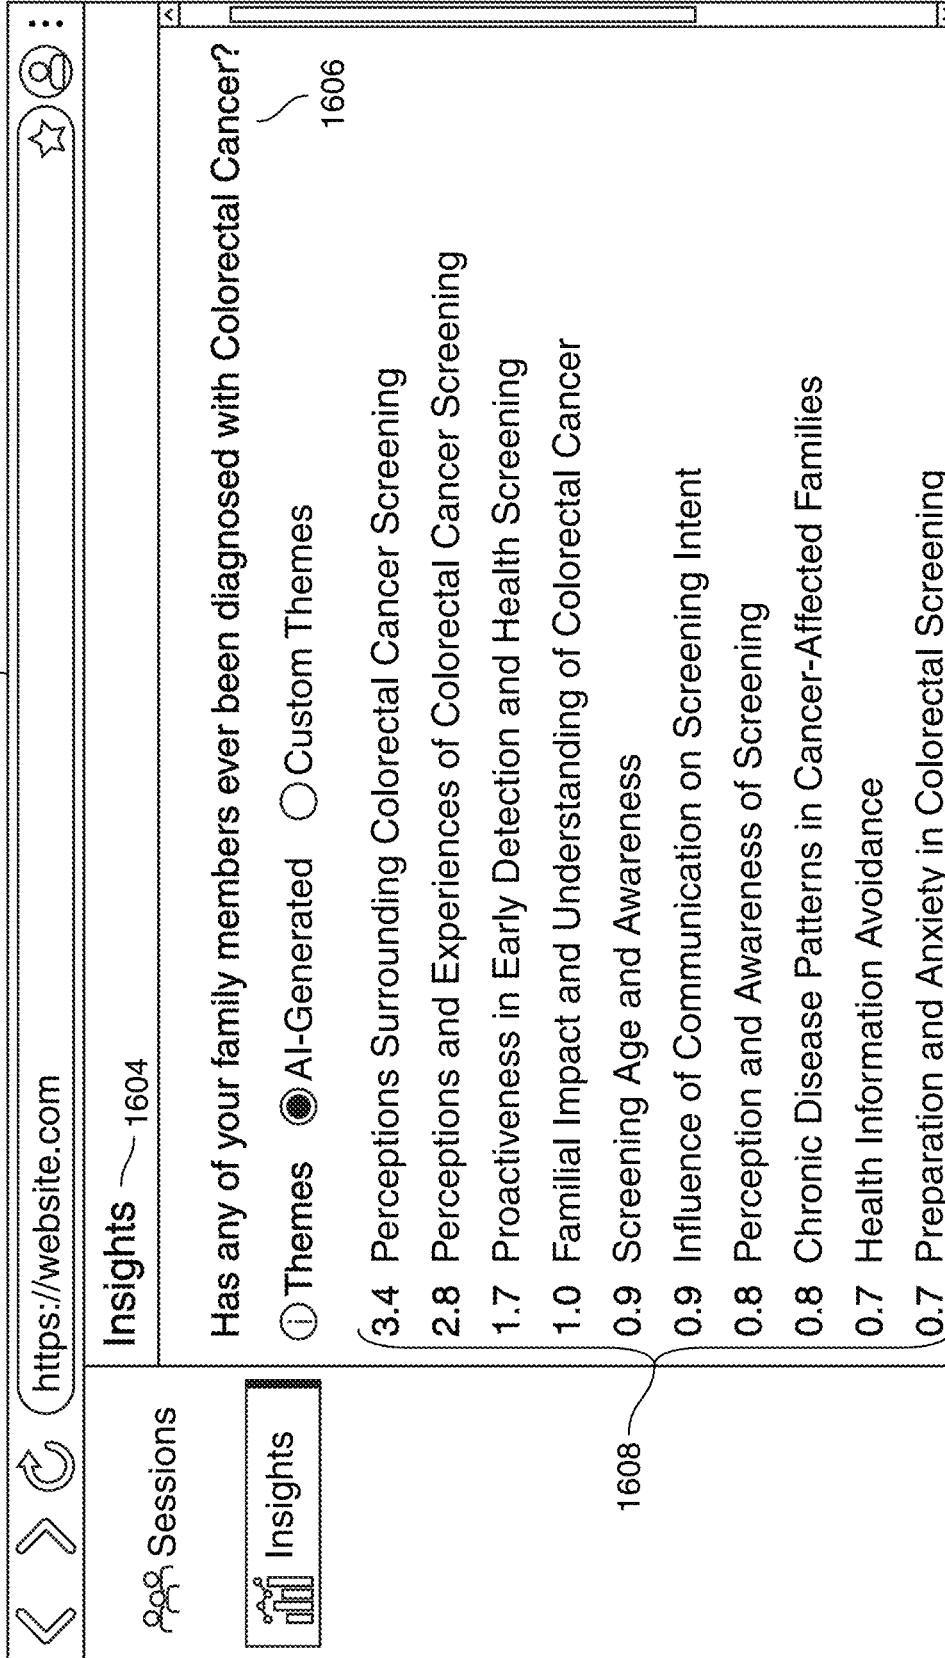 https://website.com
Sessions
Insights
Insights 1604
Has any of your family members ever been diagnosed with Colorectal Cancer?
1606
Themes AI-Generated Custom Themes
3.4 Perceptions Surrounding Colorectal Cancer Screening
2.8 Perceptions and Experiences of Colorectal Cancer Screening
1.7 Proactiveness in Early Detection and Health Screening
1.0 Familial Impact and Understanding of Colorectal Cancer
0.9 Screening Age and Awareness
0.9 Influence of Communication on Screening Intent
0.8 Perception and Awareness of Screening
0.8 Chronic Disease Patterns in Cancer-Affected Families
0.7 Health Information Avoidance
0.7 Preparation and Anxiety in Colorectal Screening
1608